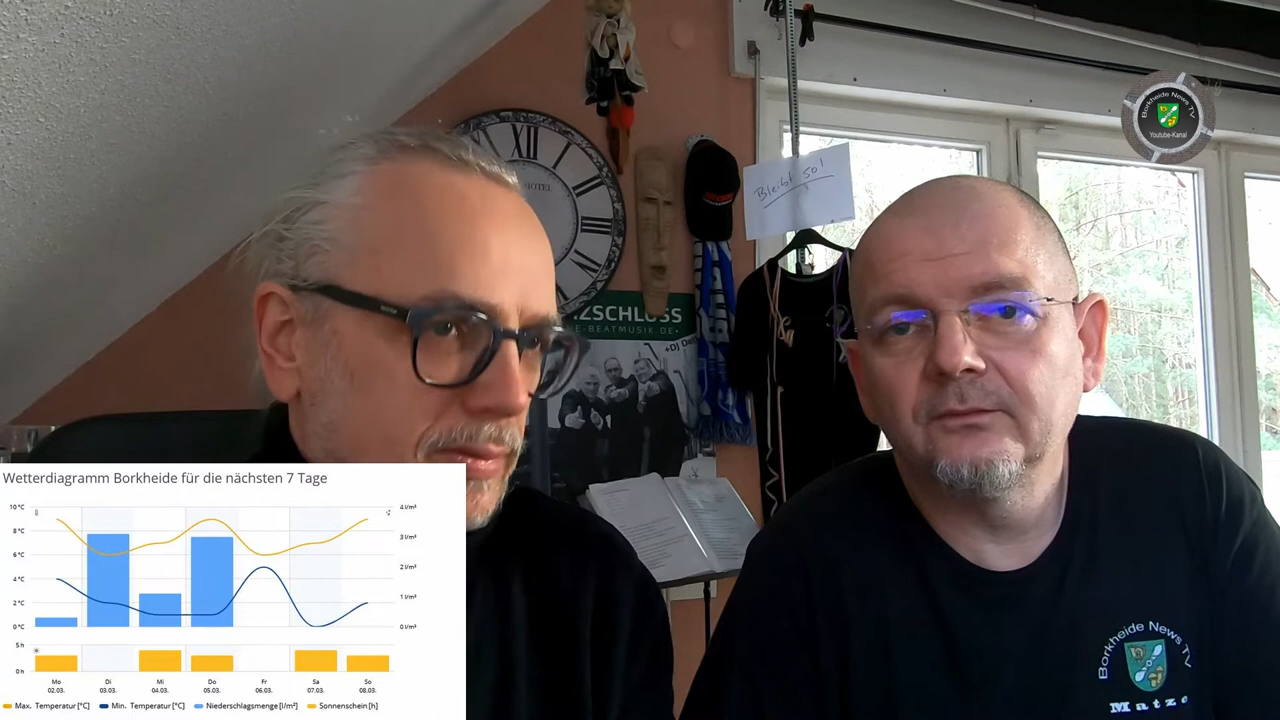 Borkheide News TV
Youtube-Kanal
XII
HOTEL
Bleibt so!
ZSCHLOSS
E-BEATMUSIK.DE
+DJ
Borkheide News TV
Matze
Wetterdiagramm Borkheide für die nächsten 7 Tage
10 °C 4 l/m²
8 °C 3 l/m²
6 °C
4 °C 2 l/m²
2 °C 1 l/m²
0 °C 0 l/m²
5 h
0 h
Mo Di Mi Do Fr Sa So
02.03. 03.03. 04.03. 05.03. 06.03. 07.03. 08.03.
Max. Temperatur [°C] Min. Temperatur [°C] Niederschlagsmenge [l/m²] Sonnenschein [h]